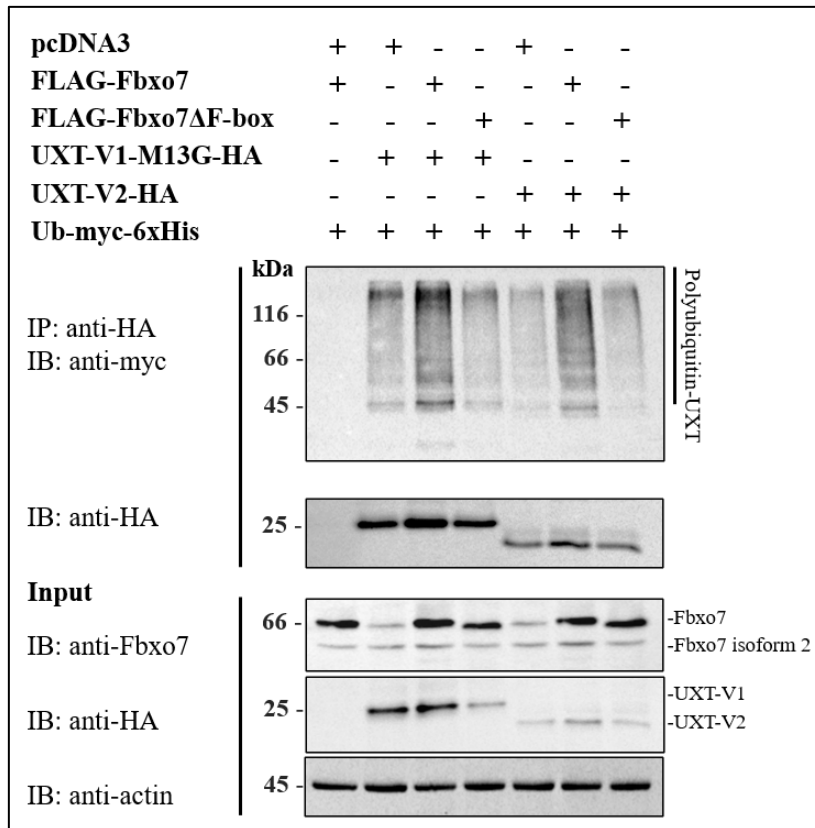 pcDNA3 + + - - + - -
FLAG-Fbxo7 + - + - - + -
FLAG-Fbxo7ΔF-box - - - + - - +
UXT-V1-M13G-HA - + + + - - -
UXT-V2-HA - - - - + + +
Ub-myc-6xHis + + + + + + +
kDa
116 -
IP: anti-HA
IB: anti-myc
66 -
45 -
Polyubiquitin-UXT
IB: anti-HA
25 -
Input
66 -
-Fbxo7
IB: anti-Fbxo7
-Fbxo7 isoform 2
-UXT-V1
25 -
IB: anti-HA
-UXT-V2
45 -
IB: anti-actin